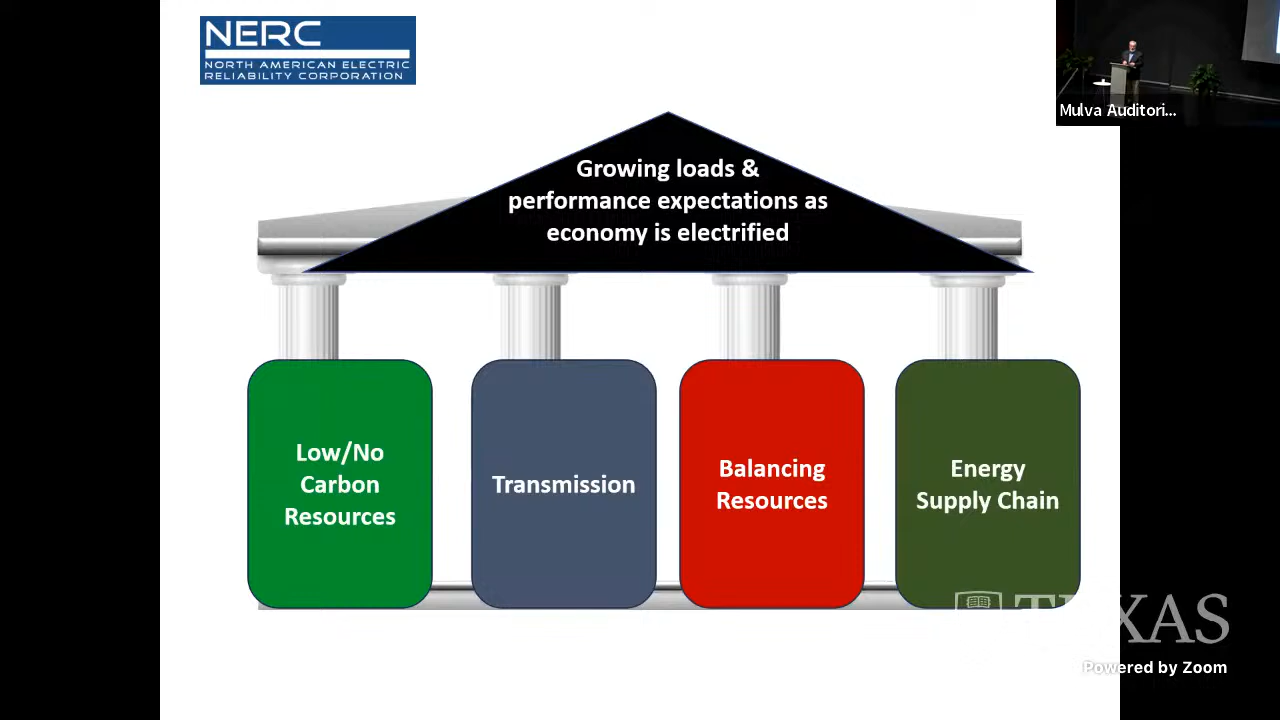 NERC
NORTH AMERICAN ELECTRIC
RELIABILITY CORPORATION
Mulva Auditori...
Growing loads &
performance expectations as
economy is electrified
Low/No
Carbon
Resources
Transmission
Balancing
Resources
Energy
Supply Chain
TEXAS
Powered by Zoom